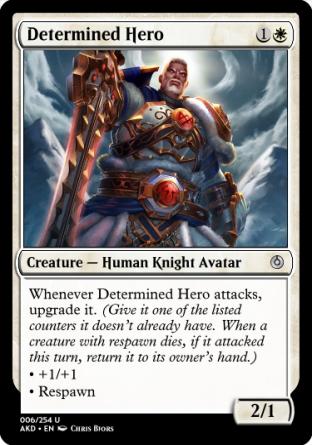 Determined Hero 1
Creature — Human Knight Avatar
Whenever Determined Hero attacks,
upgrade it. (Give it one of the listed
counters it doesn't already have. When a
creature with respawn dies, if it attacked
this turn, return it to its owner's hand.)
• +1/+1
• Respawn
006/254 U
AKD • EN Chris Bjors
2/1